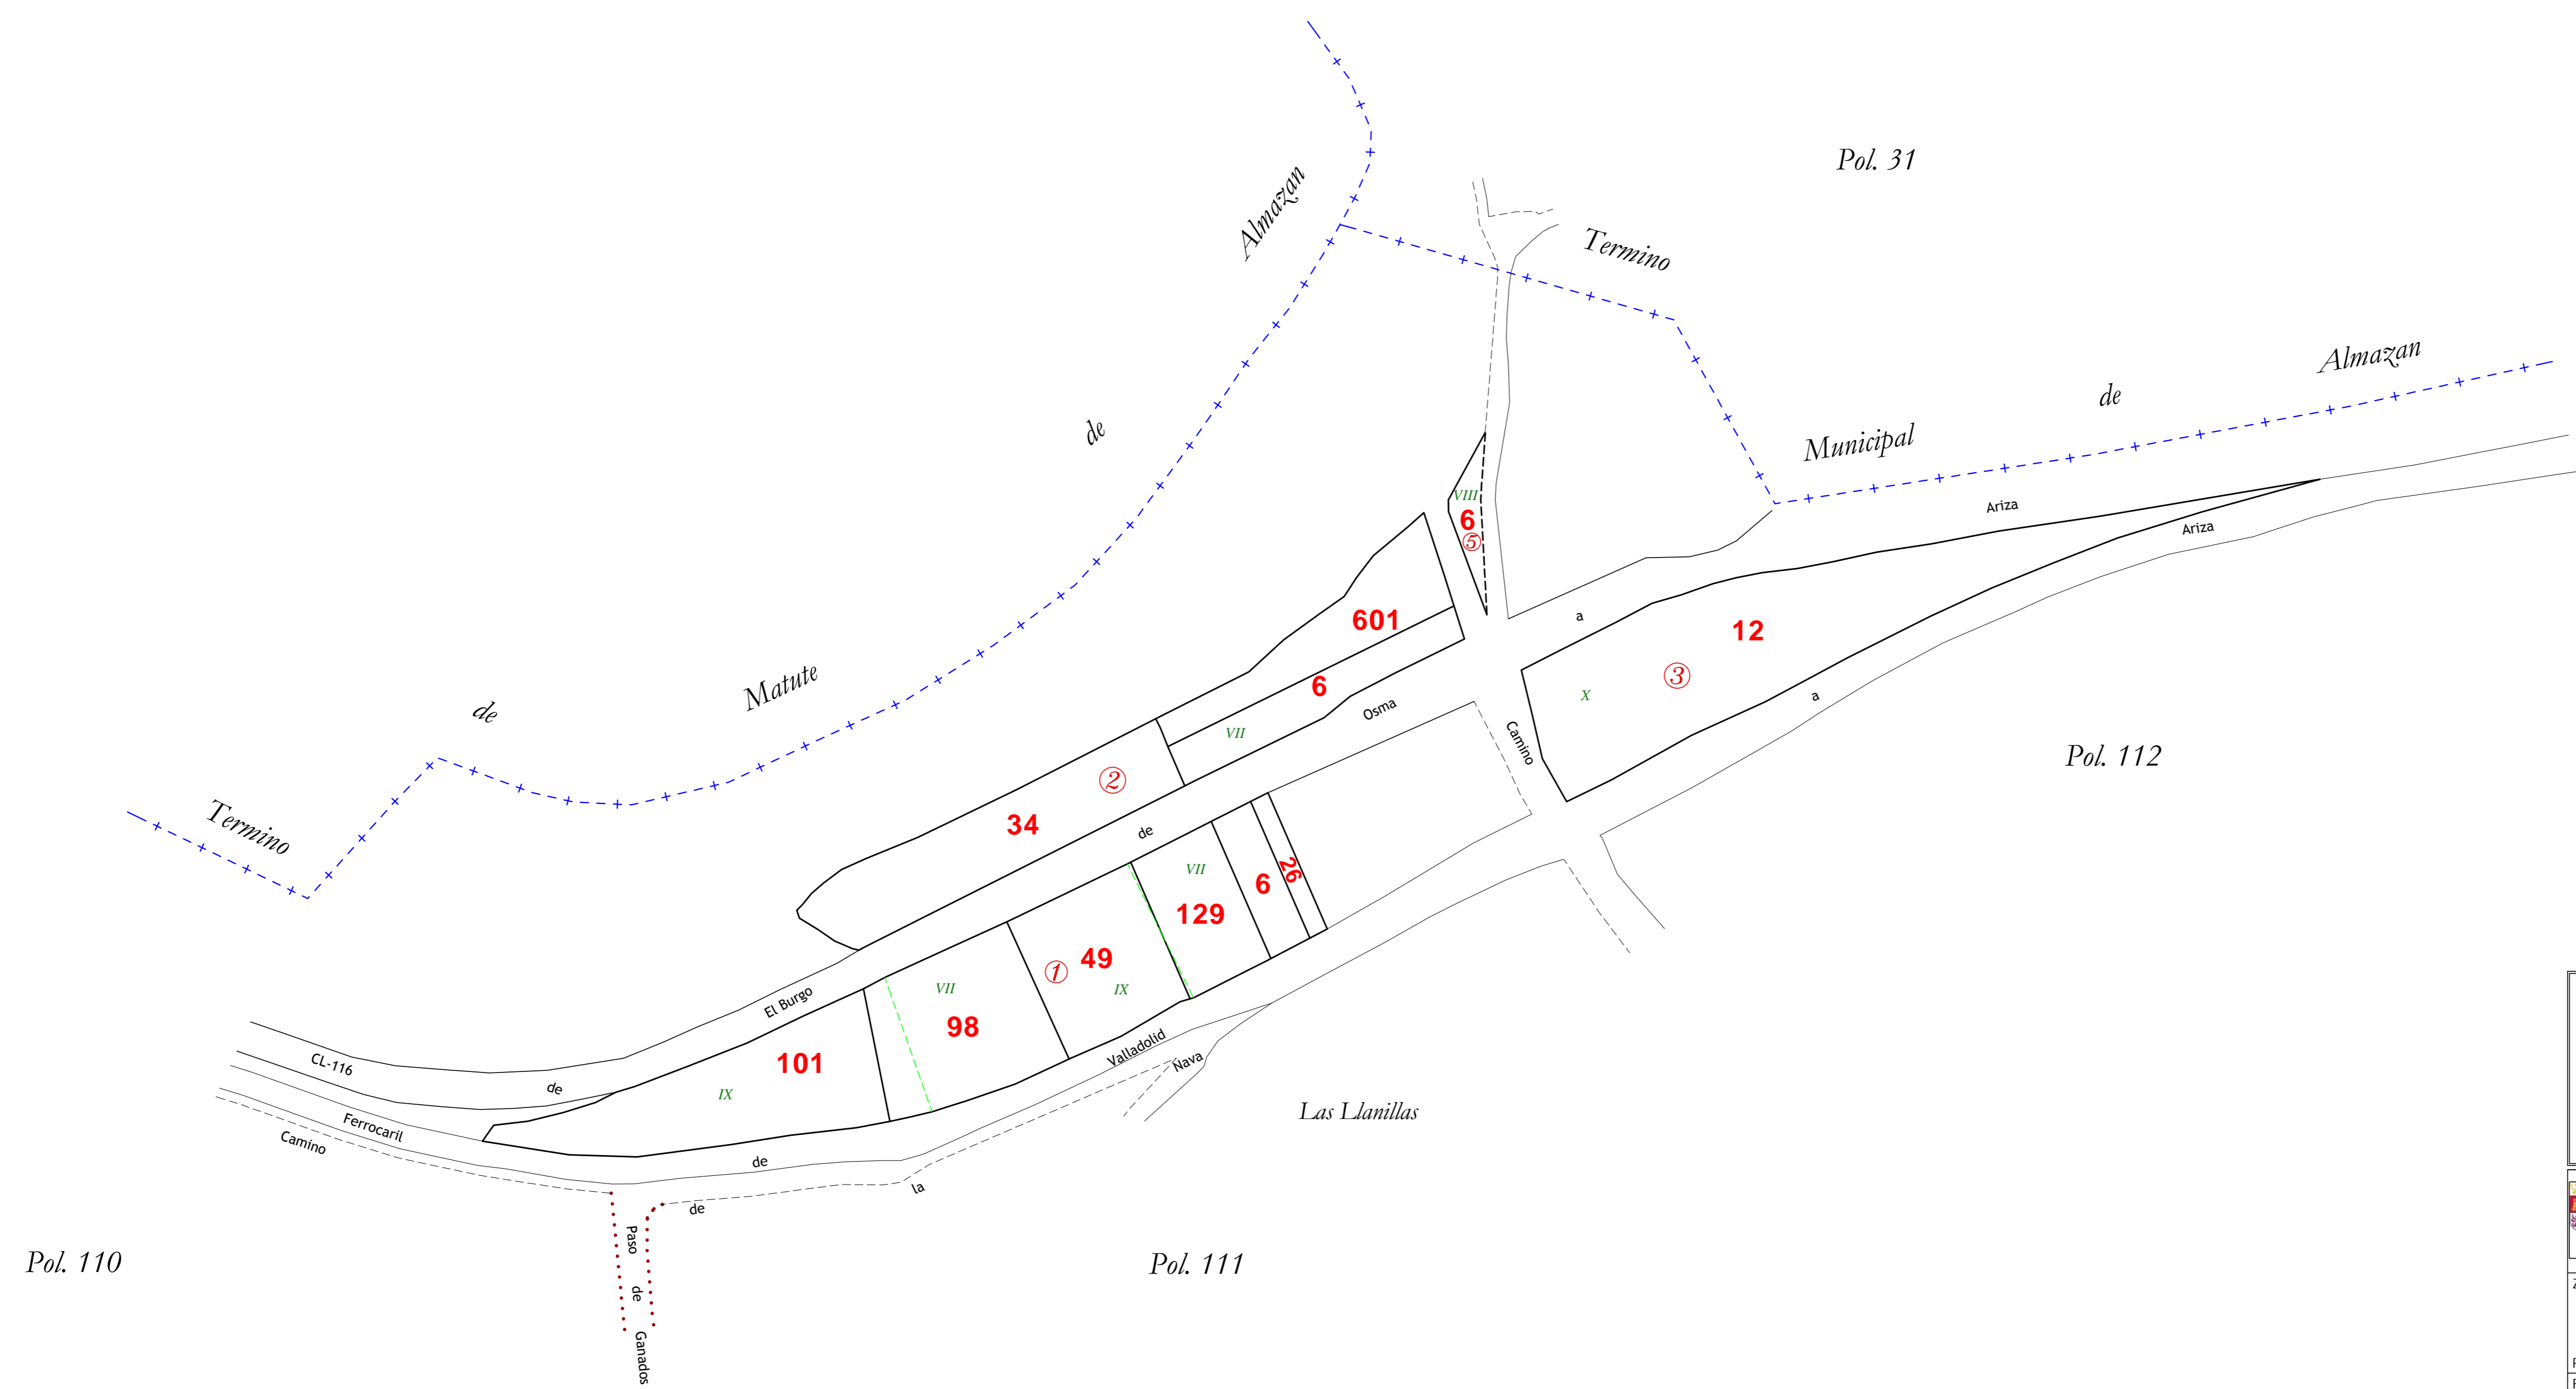 Pol. 31
Termino de Matute de Almazan
Termino Municipal de Almazan
VIII
6
5
601
6
VII
2
34
12
3
X
Camino
CL-116 de El Burgo de Osma a Ariza
Ferrocaril de Valladolid a Ariza
Camino de la Nava
26
6
VII
129
1
49
IX
VII
98
101
IX
Pol. 112
Las Llanillas
Pol. 110
Pol. 111
Paso de Ganados